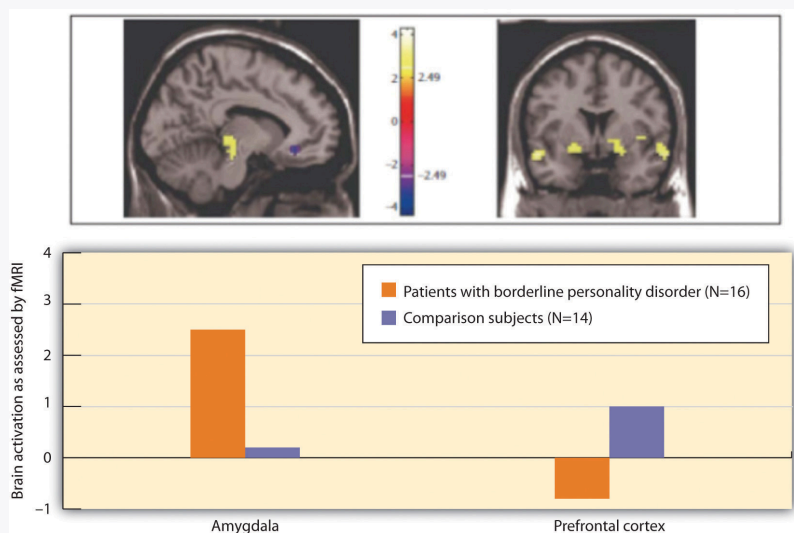 4
2
2.49
0
-2
-2.49
-4
Brain activation as assessed by fMRI
4
3
2
1
0
–1
Patients with borderline personality disorder (N=16)
Comparison subjects (N=14)
Amygdala
Prefrontal cortex